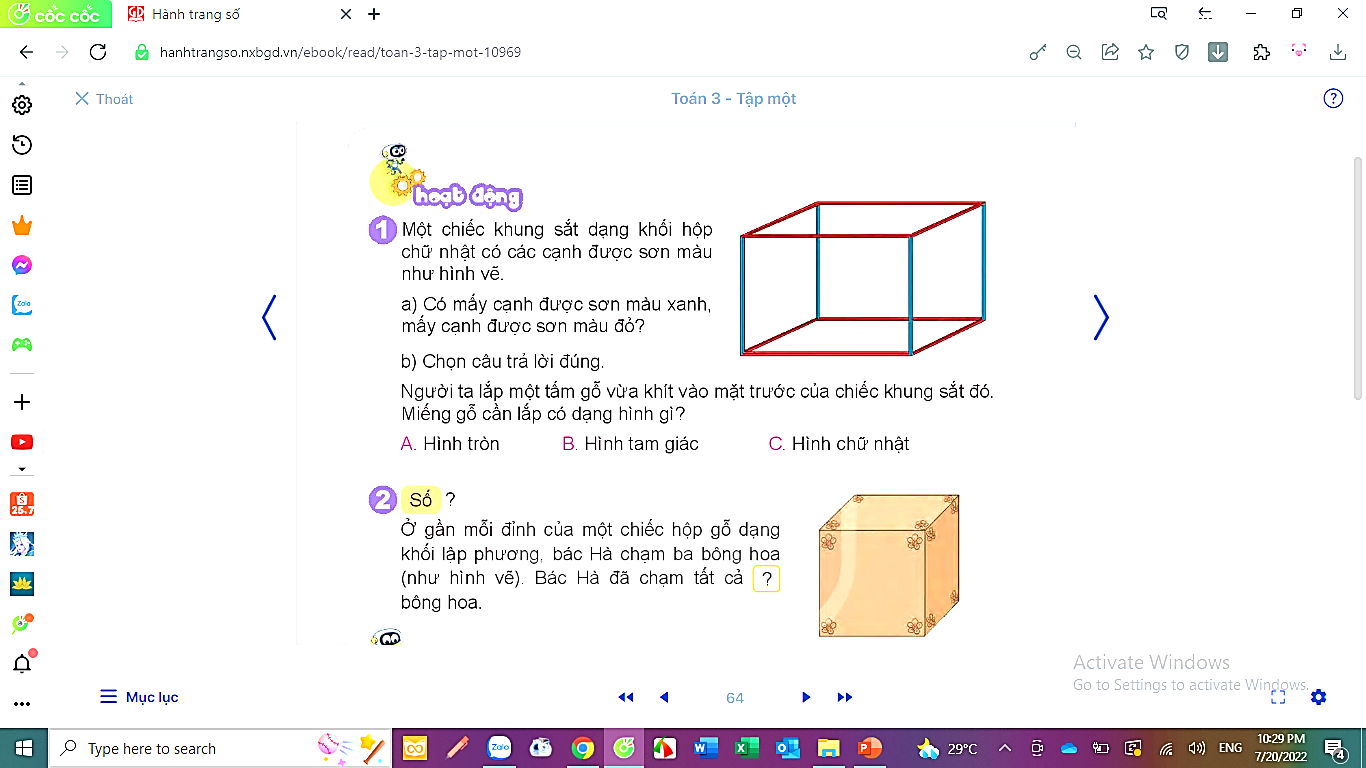 cốc cốc
Hành trang số
hanhtrangso.nxbgd.vn/ebook/read/toan-3-tap-mot-10969
Thoát
Toán 3 - Tập một
hoạt động
1 Một chiếc khung sắt dạng khối hộp
chữ nhật có các cạnh được sơn màu
như hình vẽ.
a) Có mấy cạnh được sơn màu xanh,
mấy cạnh được sơn màu đỏ?
b) Chọn câu trả lời đúng.
Người ta lắp một tấm gỗ vừa khít vào mặt trước của chiếc khung sắt đó.
Miếng gỗ cần lắp có dạng hình gì?
A. Hình tròn B. Hình tam giác C. Hình chữ nhật
2 Số ?
Ở gần mỗi đỉnh của một chiếc hộp gỗ dạng
khối lập phương, bác Hà chạm ba bông hoa
(như hình vẽ). Bác Hà đã chạm tất cả ?
bông hoa.
Zalo
25.7
Activate Windows
Go to Settings to activate Windows.
Mục lục
64
Type here to search
Zalo
29°C
ENG
10:29 PM
7/20/2022
4